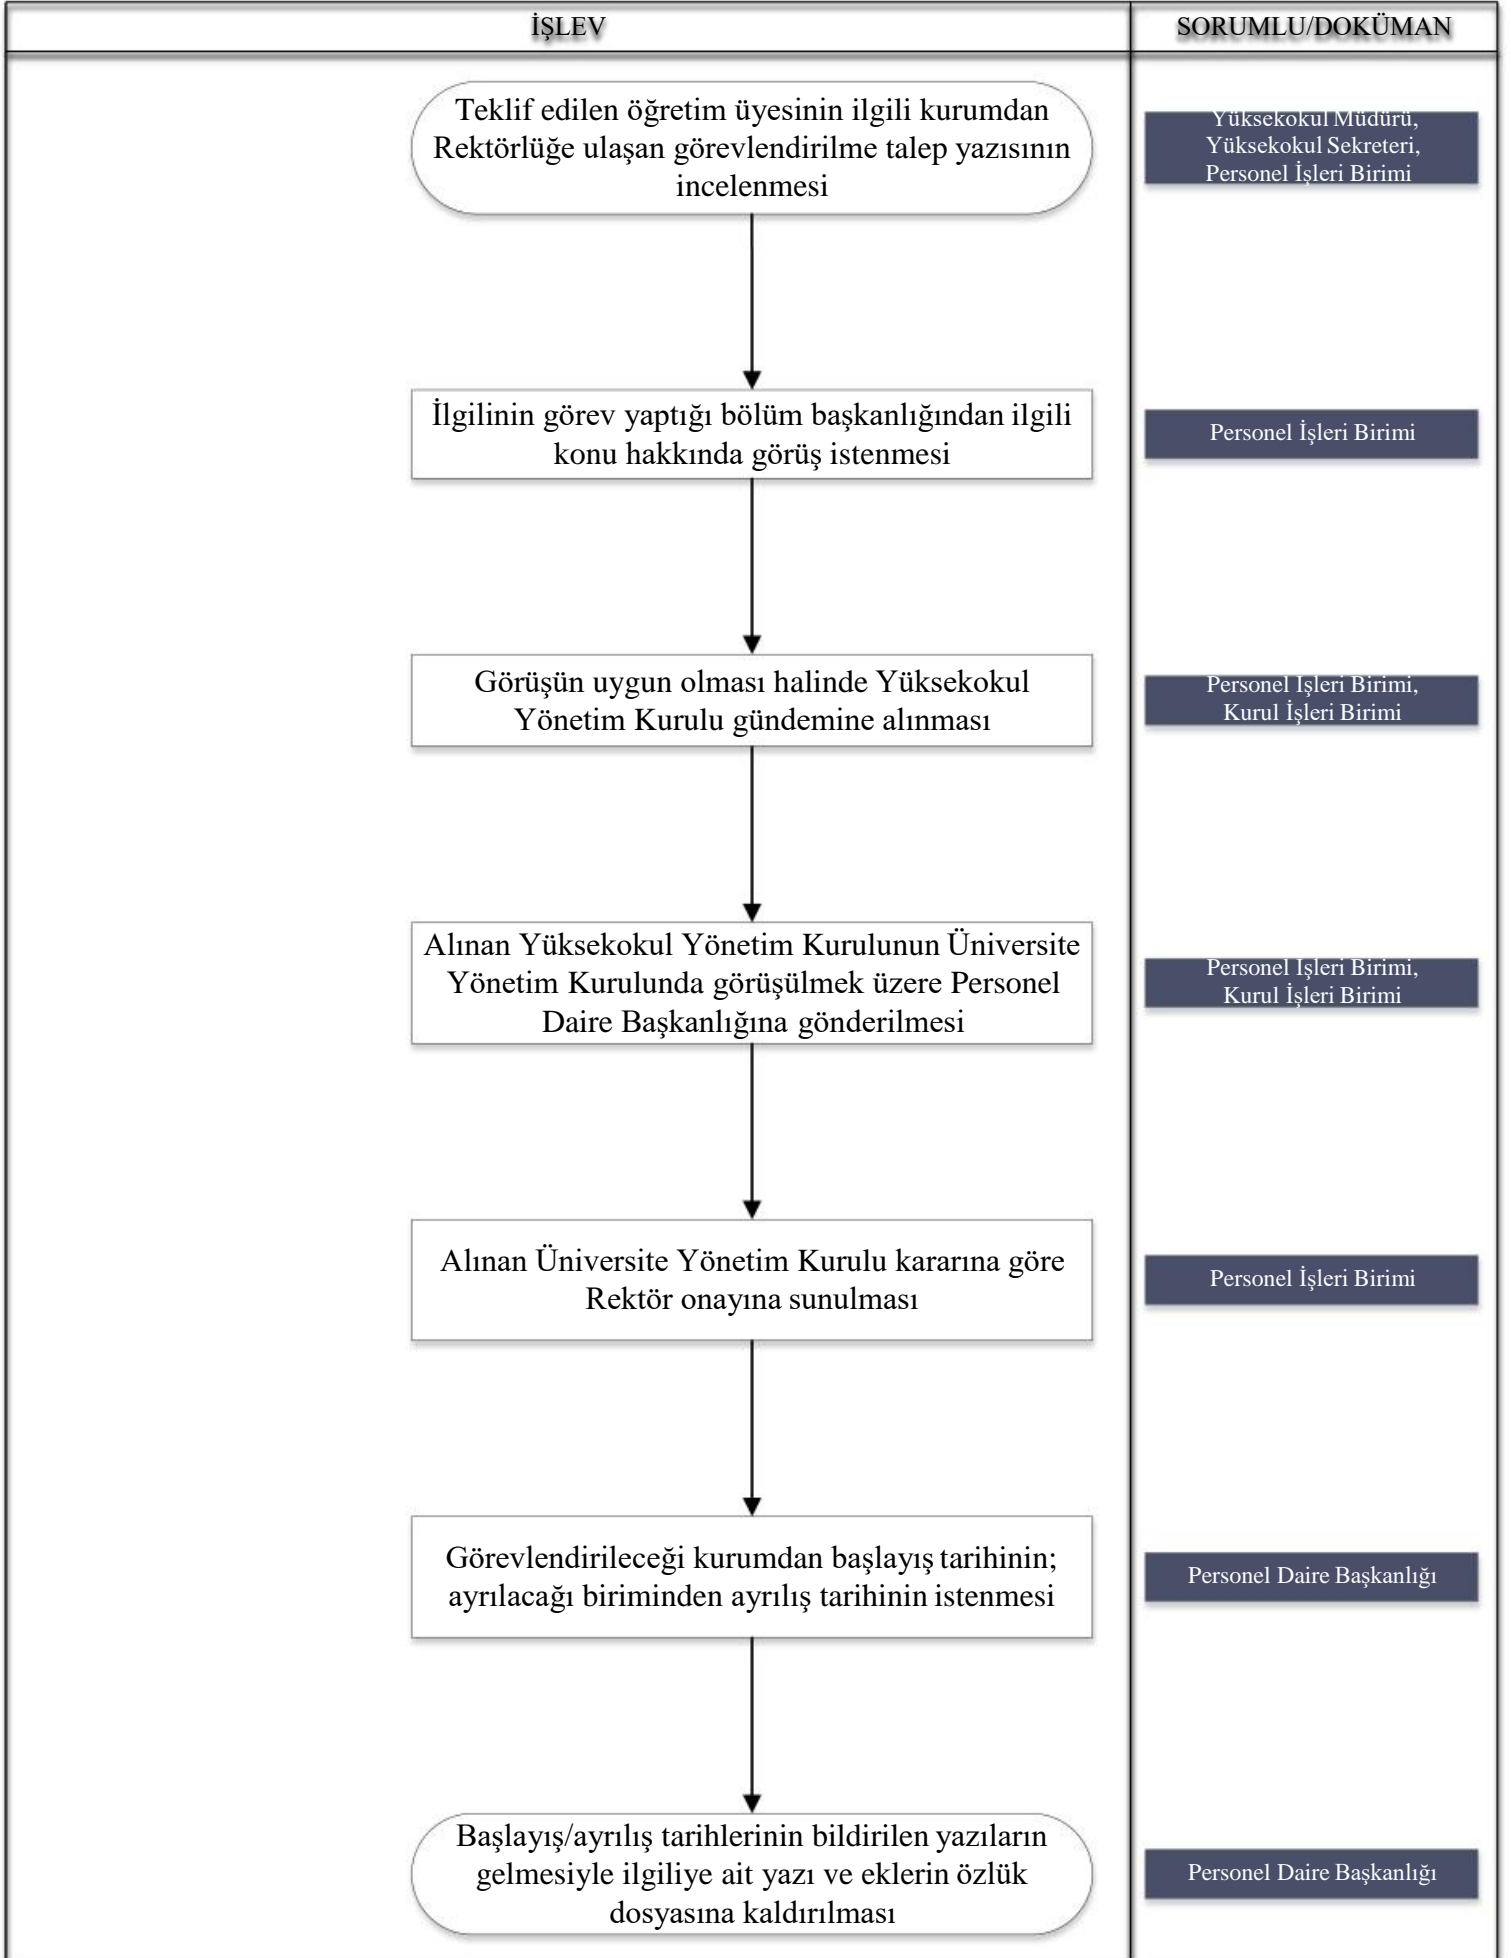 İŞLEV
SORUMLU/DOKÜMAN
Teklif edilen öğretim üyesinin ilgili kurumdan
Rektörlüğe ulaşan görevlendirilme talep yazısının
incelenmesi
Yüksekokul Müdürü,
Yüksekokul Sekreteri,
Personel İşleri Birimi
İlgilinin görev yaptığı bölüm başkanlığından ilgili
konu hakkında görüş istenmesi
Personel İşleri Birimi
Görüşün uygun olması halinde Yüksekokul
Yönetim Kurulu gündemine alınması
Personel İşleri Birimi,
Kurul İşleri Birimi
Alınan Yüksekokul Yönetim Kurulunun Üniversite
Yönetim Kurulunda görüşülmek üzere Personel
Daire Başkanlığına gönderilmesi
Personel İşleri Birimi,
Kurul İşleri Birimi
Alınan Üniversite Yönetim Kurulu kararına göre
Rektör onayına sunulması
Personel İşleri Birimi
Görevlendirileceği kurumdan başlayış tarihinin;
ayrılacağı biriminden ayrılış tarihinin istenmesi
Personel Daire Başkanlığı
Başlayış/ayrılış tarihlerinin bildirilen yazıların
gelmesiyle ilgiliye ait yazı ve eklerin özlük
dosyasına kaldırılması
Personel Daire Başkanlığı